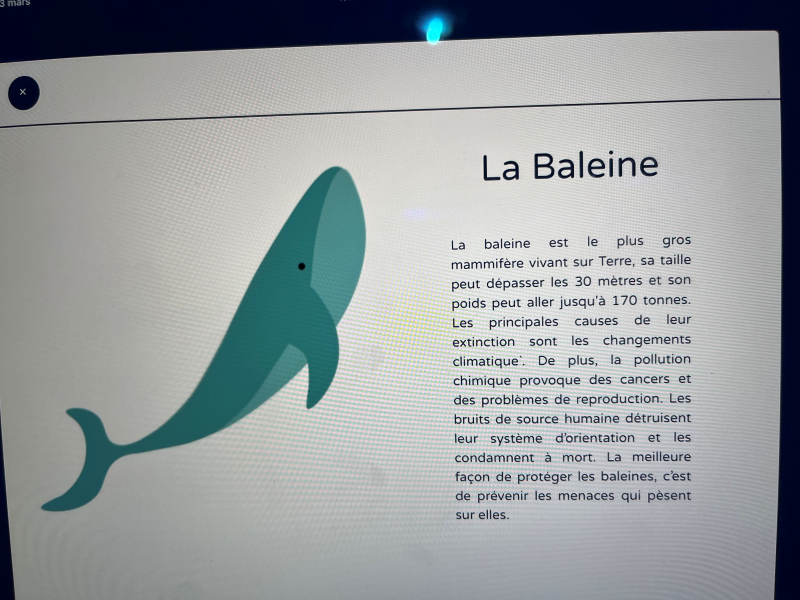 3 mars
×
La Baleine
La baleine est le plus gros
mammifère vivant sur Terre, sa taille
peut dépasser les 30 mètres et son
poids peut aller jusqu'à 170 tonnes.
Les principales causes de leur
extinction sont les changements
climatique'. De plus, la pollution
chimique provoque des cancers et
des problèmes de reproduction. Les
bruits de source humaine détruisent
leur système d'orientation et les
condamnent à mort. La meilleure
façon de protéger les baleines, c'est
de prévenir les menaces qui pèsent
sur elles.